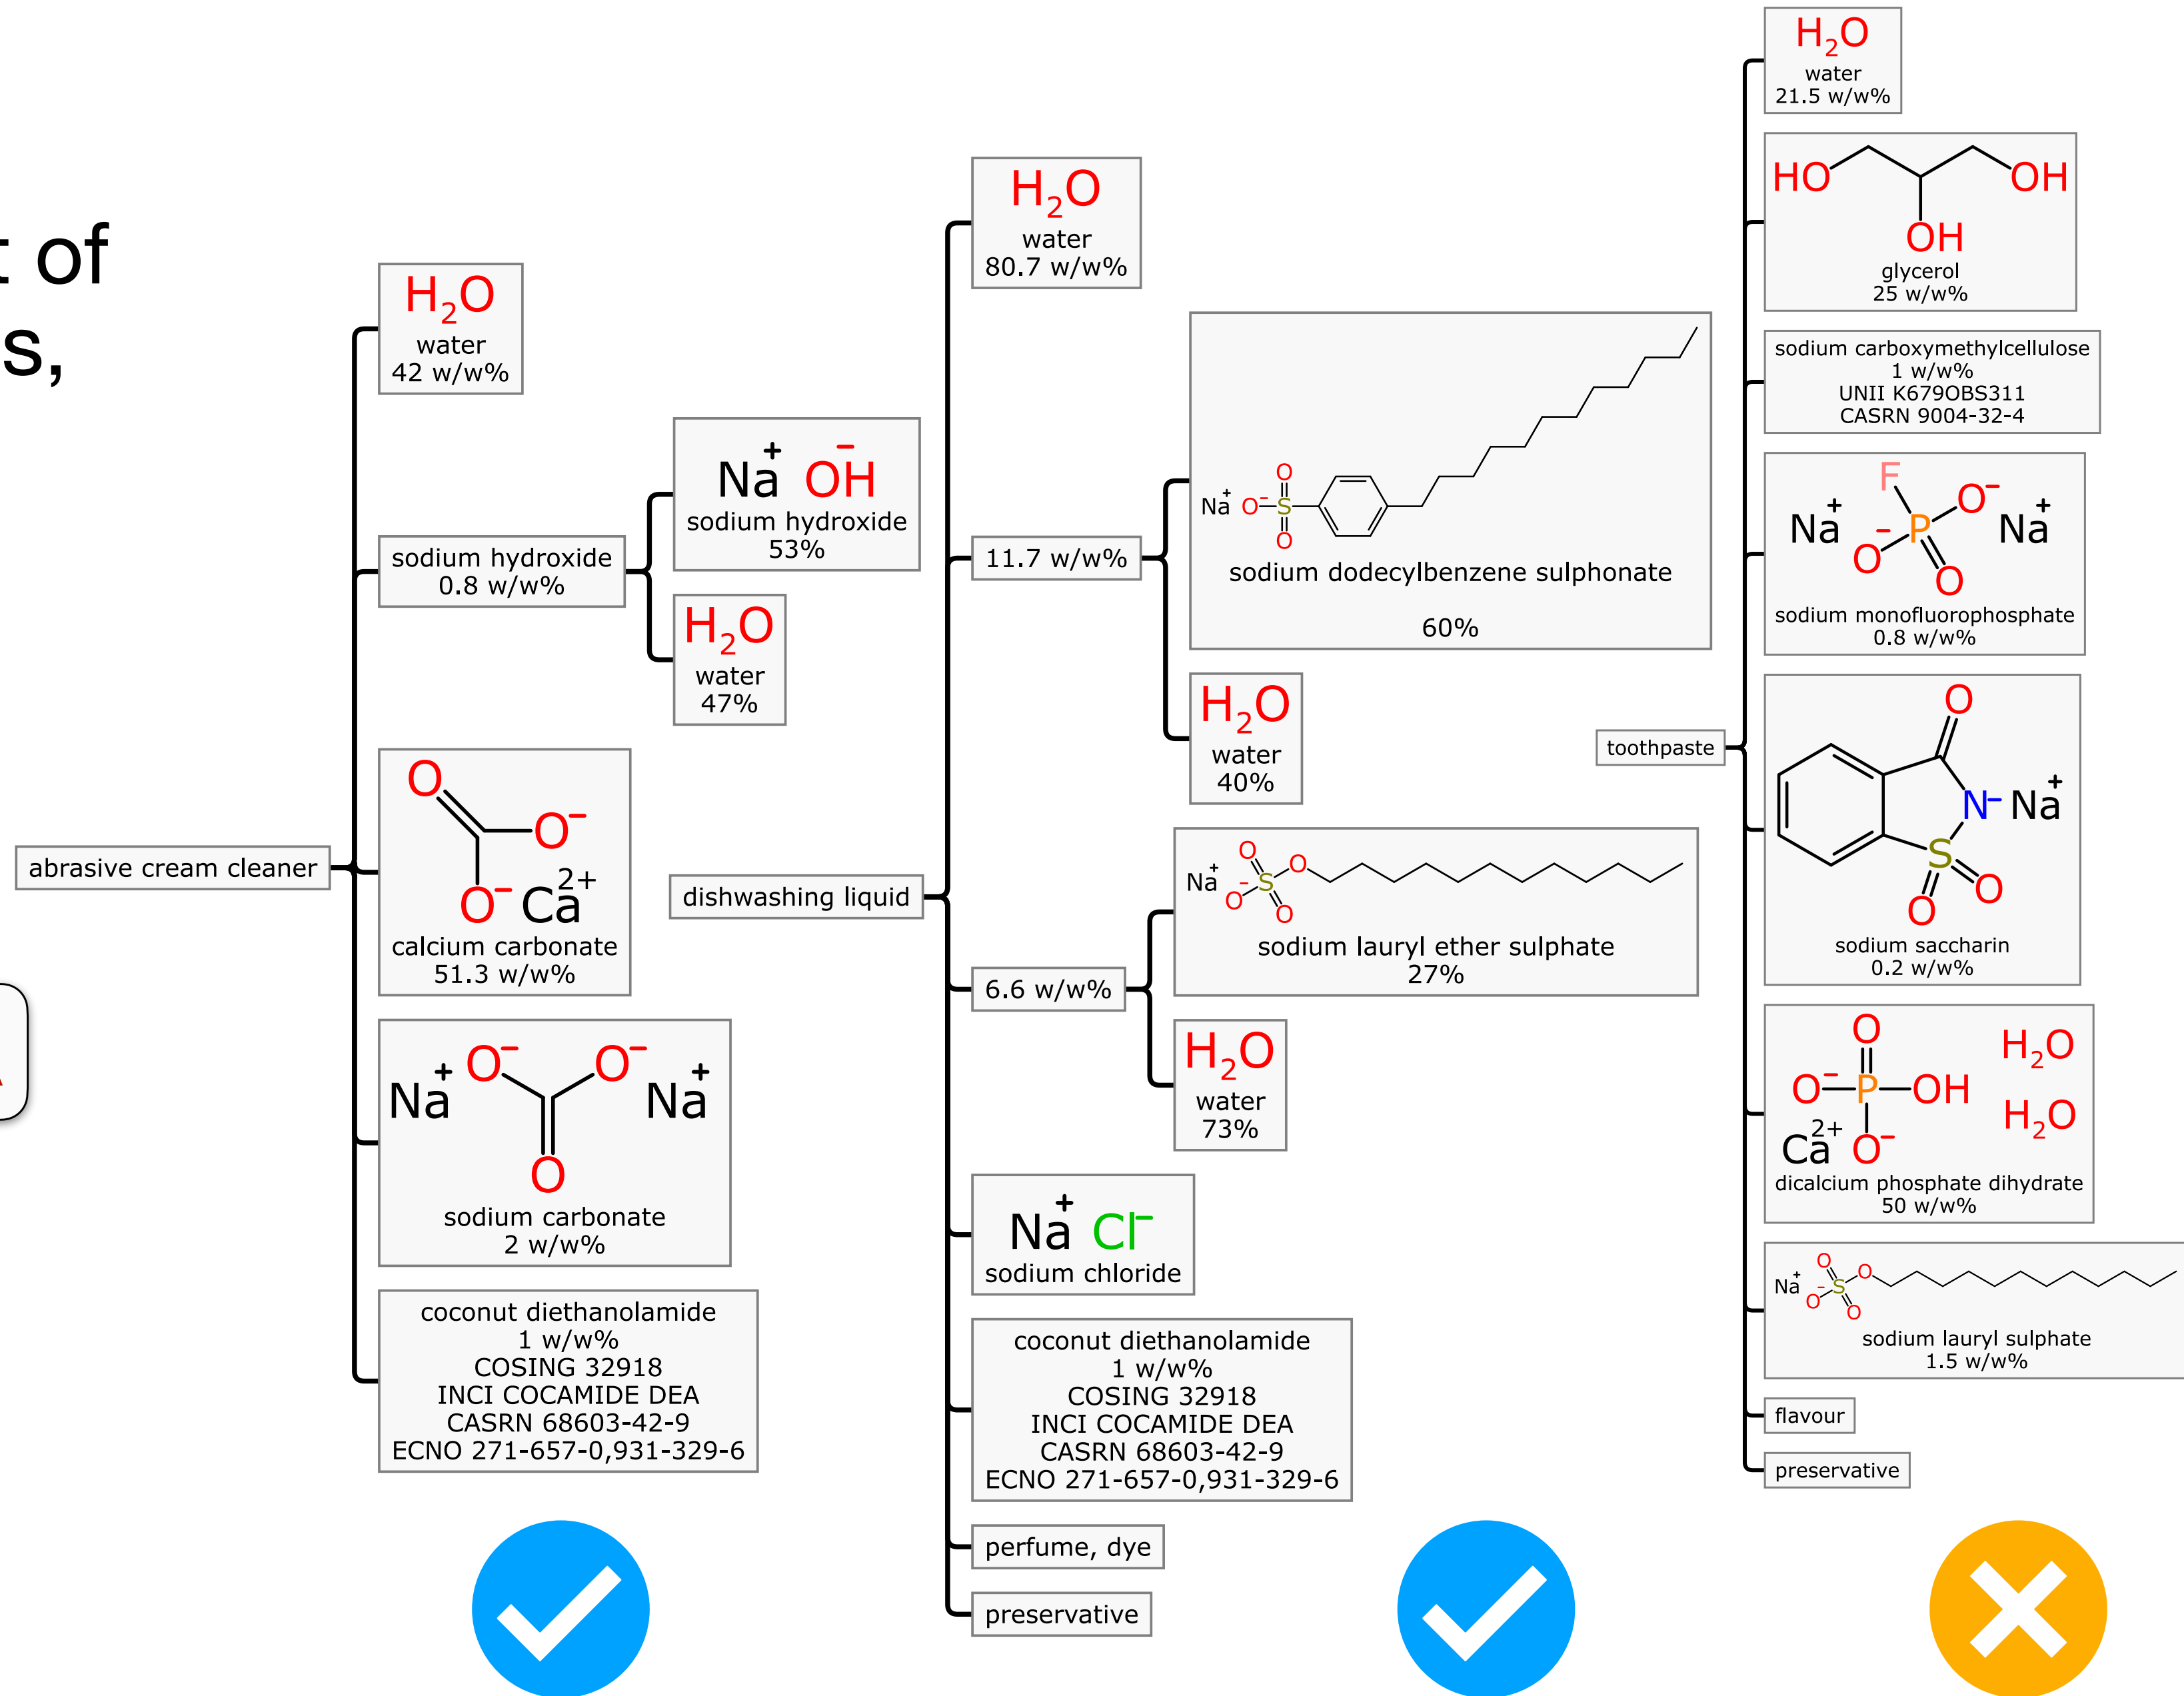 t of
s,
abrasive cream cleaner
H2O
water
42 w/w%
sodium hydroxide
0.8 w/w%
Na+ OH−
sodium hydroxide
53%
H2O
water
47%
O
O−
O− Ca2+
calcium carbonate
51.3 w/w%
Na+ O− O− Na+
O
sodium carbonate
2 w/w%
coconut diethanolamide
1 w/w%
COSING 32918
INCI COCAMIDE DEA
CASRN 68603-42-9
ECNO 271-657-0,931-329-6
dishwashing liquid
H2O
water
80.7 w/w%
11.7 w/w%
O
Na+ O− S
O
sodium dodecylbenzene sulphonate
60%
H2O
water
40%
6.6 w/w%
O O
Na+ S
O− O
sodium lauryl ether sulphate
27%
H2O
water
73%
Na+ Cl−
sodium chloride
coconut diethanolamide
1 w/w%
COSING 32918
INCI COCAMIDE DEA
CASRN 68603-42-9
ECNO 271-657-0,931-329-6
perfume, dye
preservative
toothpaste
H2O
water
21.5 w/w%
HO OH
OH
glycerol
25 w/w%
sodium carboxymethylcellulose
1 w/w%
UNII K679OBS311
CASRN 9004-32-4
F O−
Na+ P Na+
−O O
sodium monofluorophosphate
0.8 w/w%
O
N− Na+
S O
O
sodium saccharin
0.2 w/w%
O H2O
O− P OH
H2O
Ca2+ O−
dicalcium phosphate dihydrate
50 w/w%
O O
Na+ S
O− O
sodium lauryl sulphate
1.5 w/w%
flavour
preservative